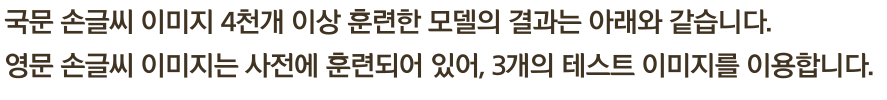 국문 손글씨 이미지 4천개 이상 훈련한 모델의 결과는 아래와 같습니다.
영문 손글씨 이미지는 사전에 훈련되어 있어, 3개의 테스트 이미지를 이용합니다.